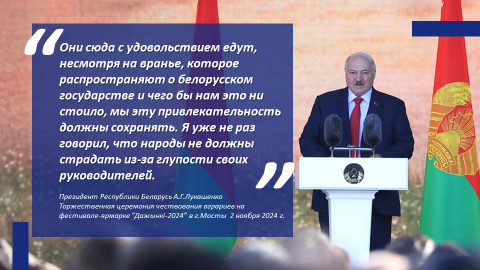 “
Они сюда с удовольствием едут,
несмотря на вранье, которое
распространяют о белорусском
государстве и чего бы нам это ни
стоило, мы эту привлекательность
должны сохранять. Я уже не раз
говорил, что народы не должны
страдать из-за глупости своих
руководителей.
”
Президент Республики Беларусь А.Г.Лукашенко
Торжественная церемония чествования аграриев на
фестивале-ярмарке "Дажынкі-2024" в г.Мосты 2 ноября 2024 г.